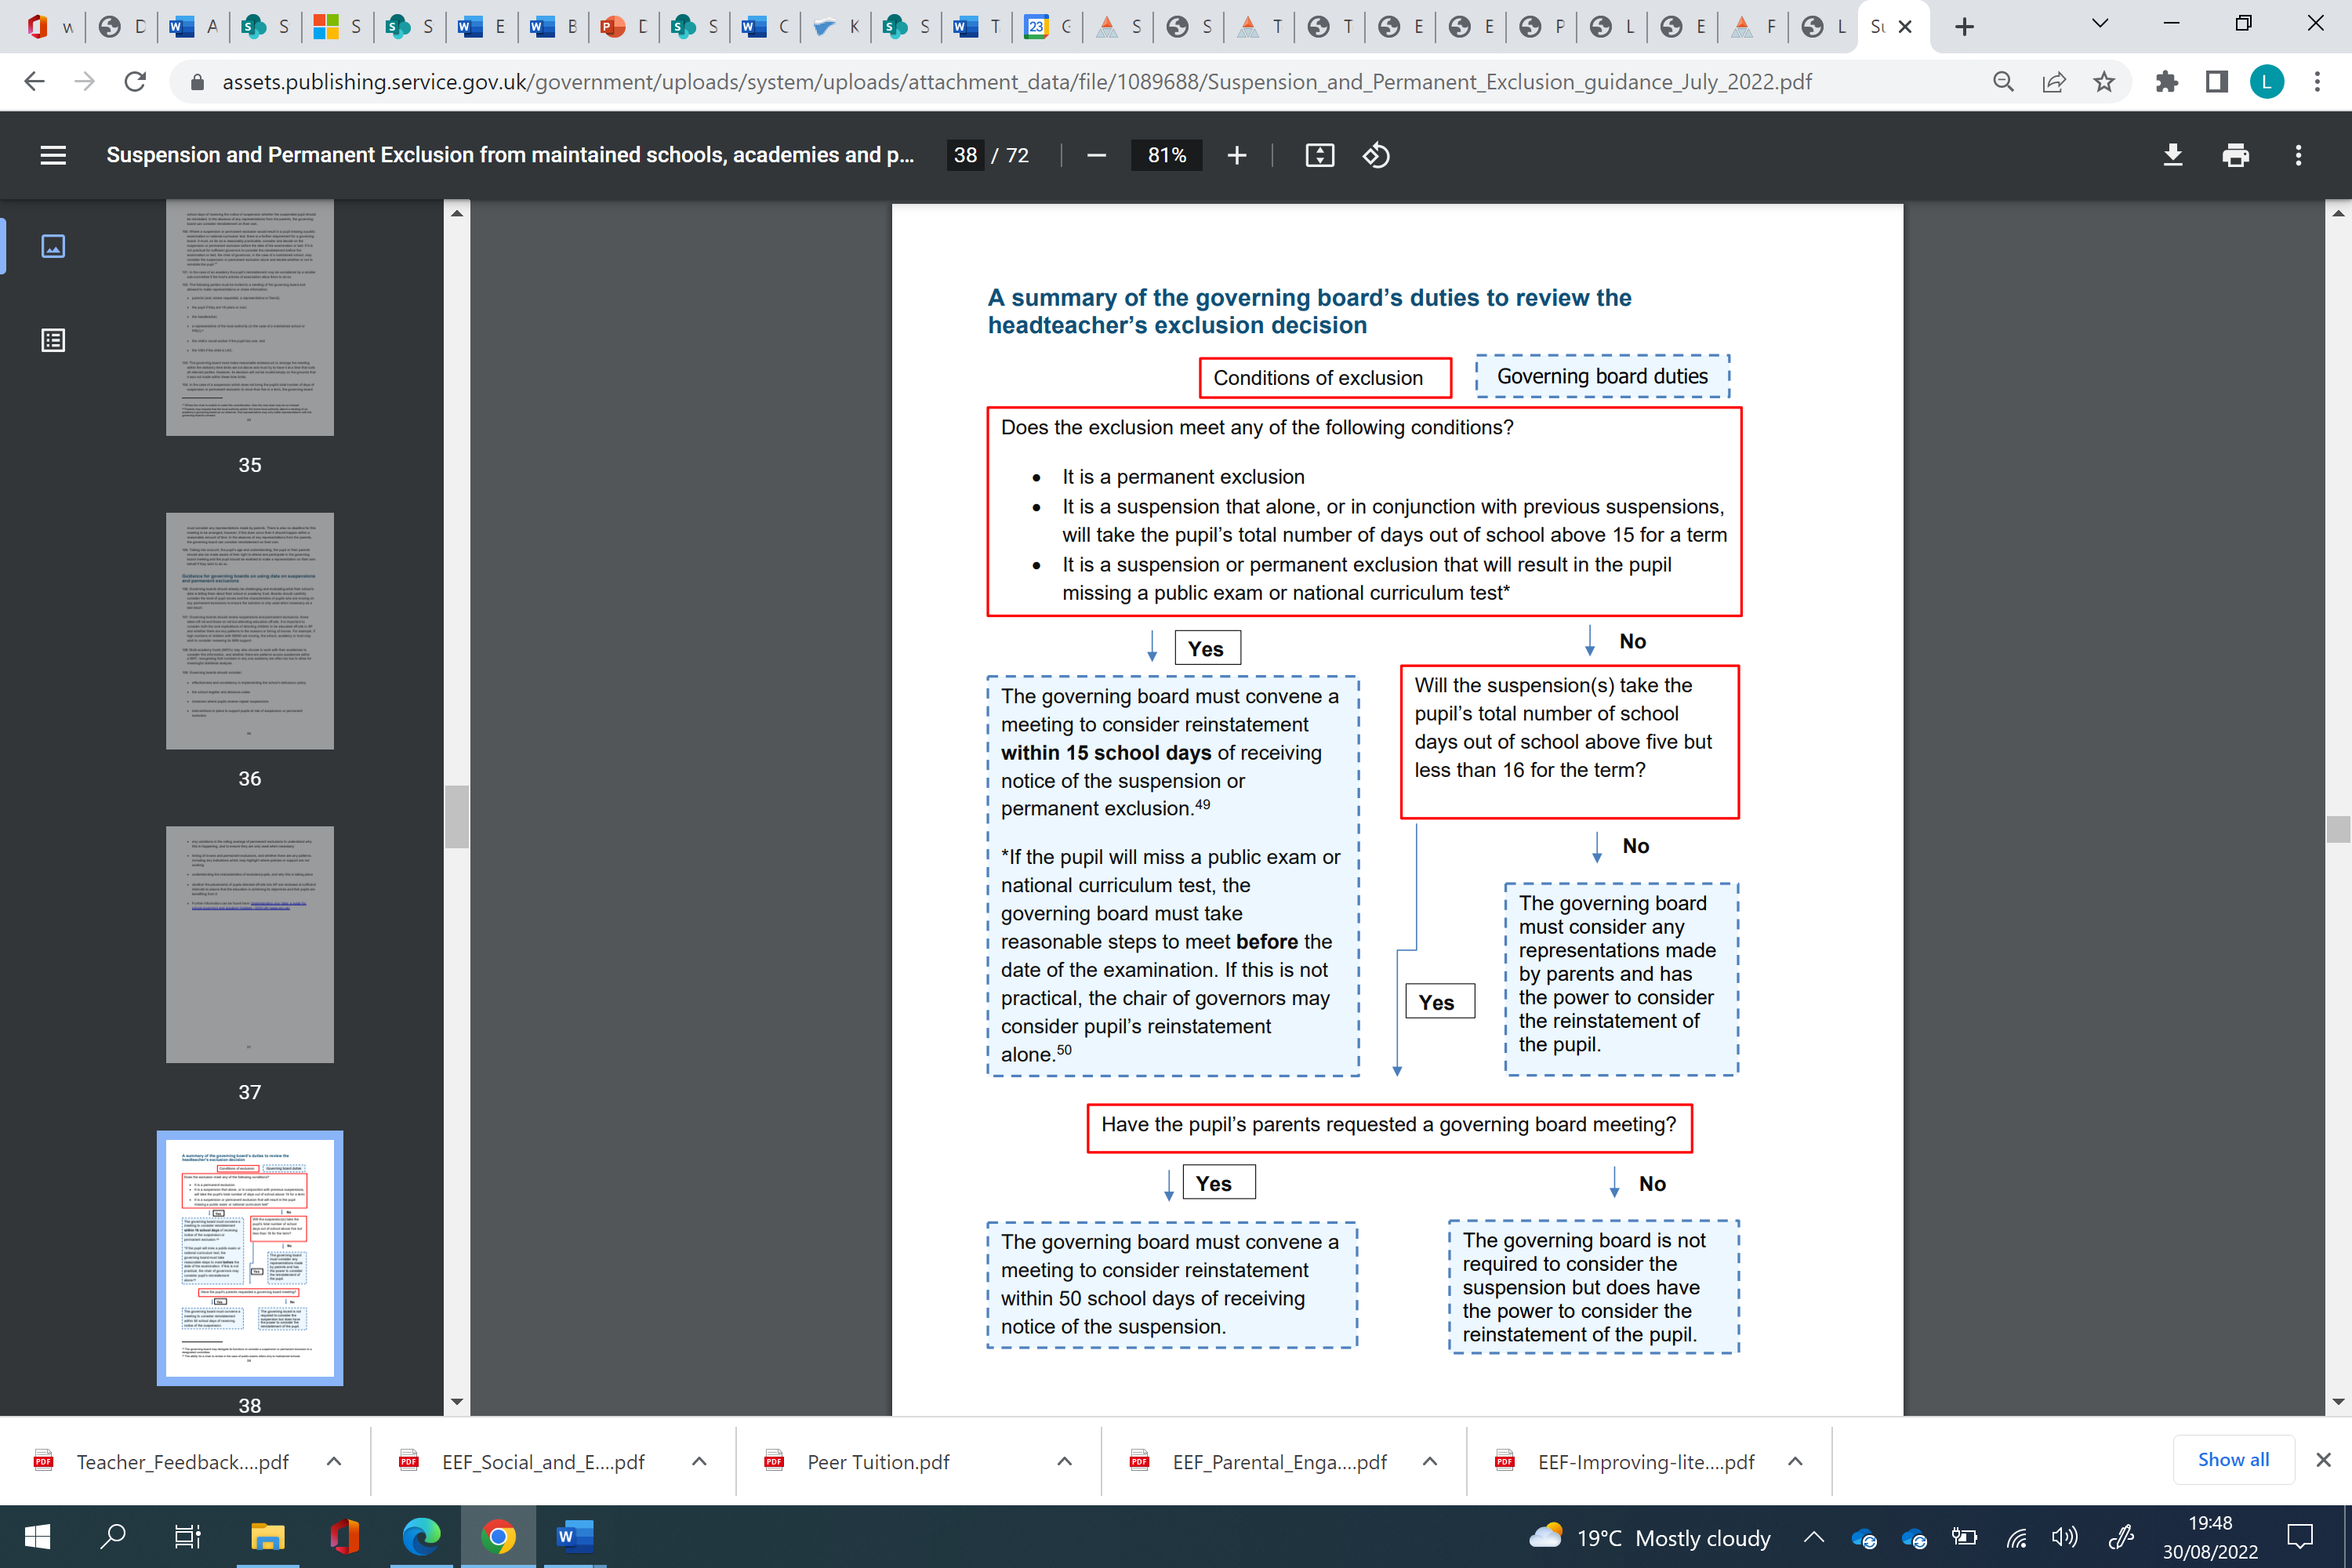 assets.publishing.service.gov.uk/government/uploads/system/uploads/attachment_data/file/1089688/Suspension_and_Permanent_Exclusion_guidance_July_2022.pdf
L
Suspension and Permanent Exclusion from maintained schools, academies and p...
38 / 72
81%
35
36
37
38
A summary of the governing board's duties to review the
headteacher's exclusion decision
Conditions of exclusion
Governing board duties
Does the exclusion meet any of the following conditions?
• It is a permanent exclusion
• It is a suspension that alone, or in conjunction with previous suspensions,
will take the pupil's total number of days out of school above 15 for a term
• It is a suspension or permanent exclusion that will result in the pupil
missing a public exam or national curriculum test*
Yes
No
The governing board must convene a
meeting to consider reinstatement
within 15 school days of receiving
notice of the suspension or
permanent exclusion.49
*If the pupil will miss a public exam or
national curriculum test, the
governing board must take
reasonable steps to meet before the
date of the examination. If this is not
practical, the chair of governors may
consider pupil's reinstatement
alone.50
Will the suspension(s) take the
pupil's total number of school
days out of school above five but
less than 16 for the term?
No
Yes
The governing board
must consider any
representations made
by parents and has
the power to consider
the reinstatement of
the pupil.
Have the pupil's parents requested a governing board meeting?
Yes
No
The governing board must convene a
meeting to consider reinstatement
within 50 school days of receiving
notice of the suspension.
The governing board is not
required to consider the
suspension but does have
the power to consider the
reinstatement of the pupil.
Teacher_Feedback....pdf
EEF_Social_and_E....pdf
Peer Tuition.pdf
EEF_Parental_Enga....pdf
EEF-Improving-lite....pdf
Show all
19°C Mostly cloudy
19:48
30/08/2022